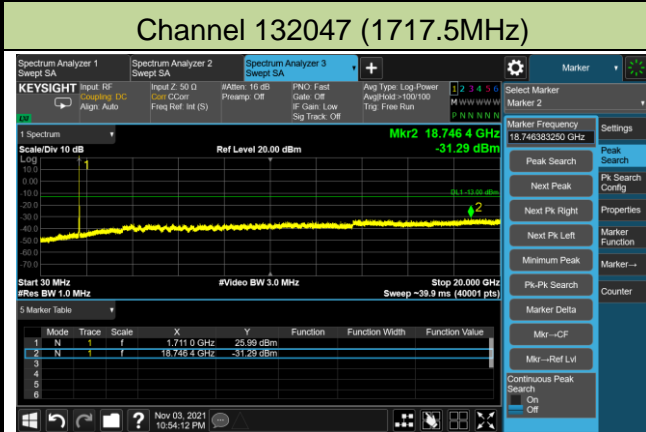 Channel 132047 (1717.5MHz)
Spectrum Analyzer 1
Swept SA
Spectrum Analyzer 2
Swept SA
Spectrum Analyzer 3
Swept SA
+
Marker
KEYSIGHT
Input: RF
Coupling: DC
Align: Auto
Input Z: 50 Ω
Corr CCorr
Freq Ref: Int (S)
#Atten: 16 dB
Preamp: Off
PNO: Fast
Gate: Off
IF Gain: Low
Sig Track: Off
Avg Type: Log-Power
Avg|Hold:>100/100
Trig: Free Run
1 2 3 4 5 6
M W W W W W
P N N N N N
LXI
Select Marker
Marker 2
1 Spectrum
Mkr2 18.746 4 GHz
-31.29 dBm
Scale/Div 10 dB
Ref Level 20.00 dBm
Log
10.0
0.00
-10.0
-20.0
-30.0
-40.0
-50.0
-60.0
-70.0
1
DL1 -13.00 dBm
2
Start 30 MHz
#Video BW 3.0 MHz
Stop 20.000 GHz
#Res BW 1.0 MHz
Sweep ~39.9 ms (40001 pts)
5 Marker Table
Mode Trace Scale X Y Function Function Width Function Value
1 N 1 f 1.711 0 GHz 25.99 dBm
2 N 1 f 18.746 4 GHz -31.29 dBm
3
4
5
6
Marker Frequency
18.746383250 GHz
Peak Search
Next Peak
Next Pk Right
Next Pk Left
Minimum Peak
Pk-Pk Search
Marker Delta
Mkr→CF
Mkr→Ref Lvl
Continuous Peak
Search
On
Off
Settings
Peak
Search
Pk Search
Config
Properties
Marker
Function
Marker→
Counter
?
Nov 03, 2021
10:54:12 PM